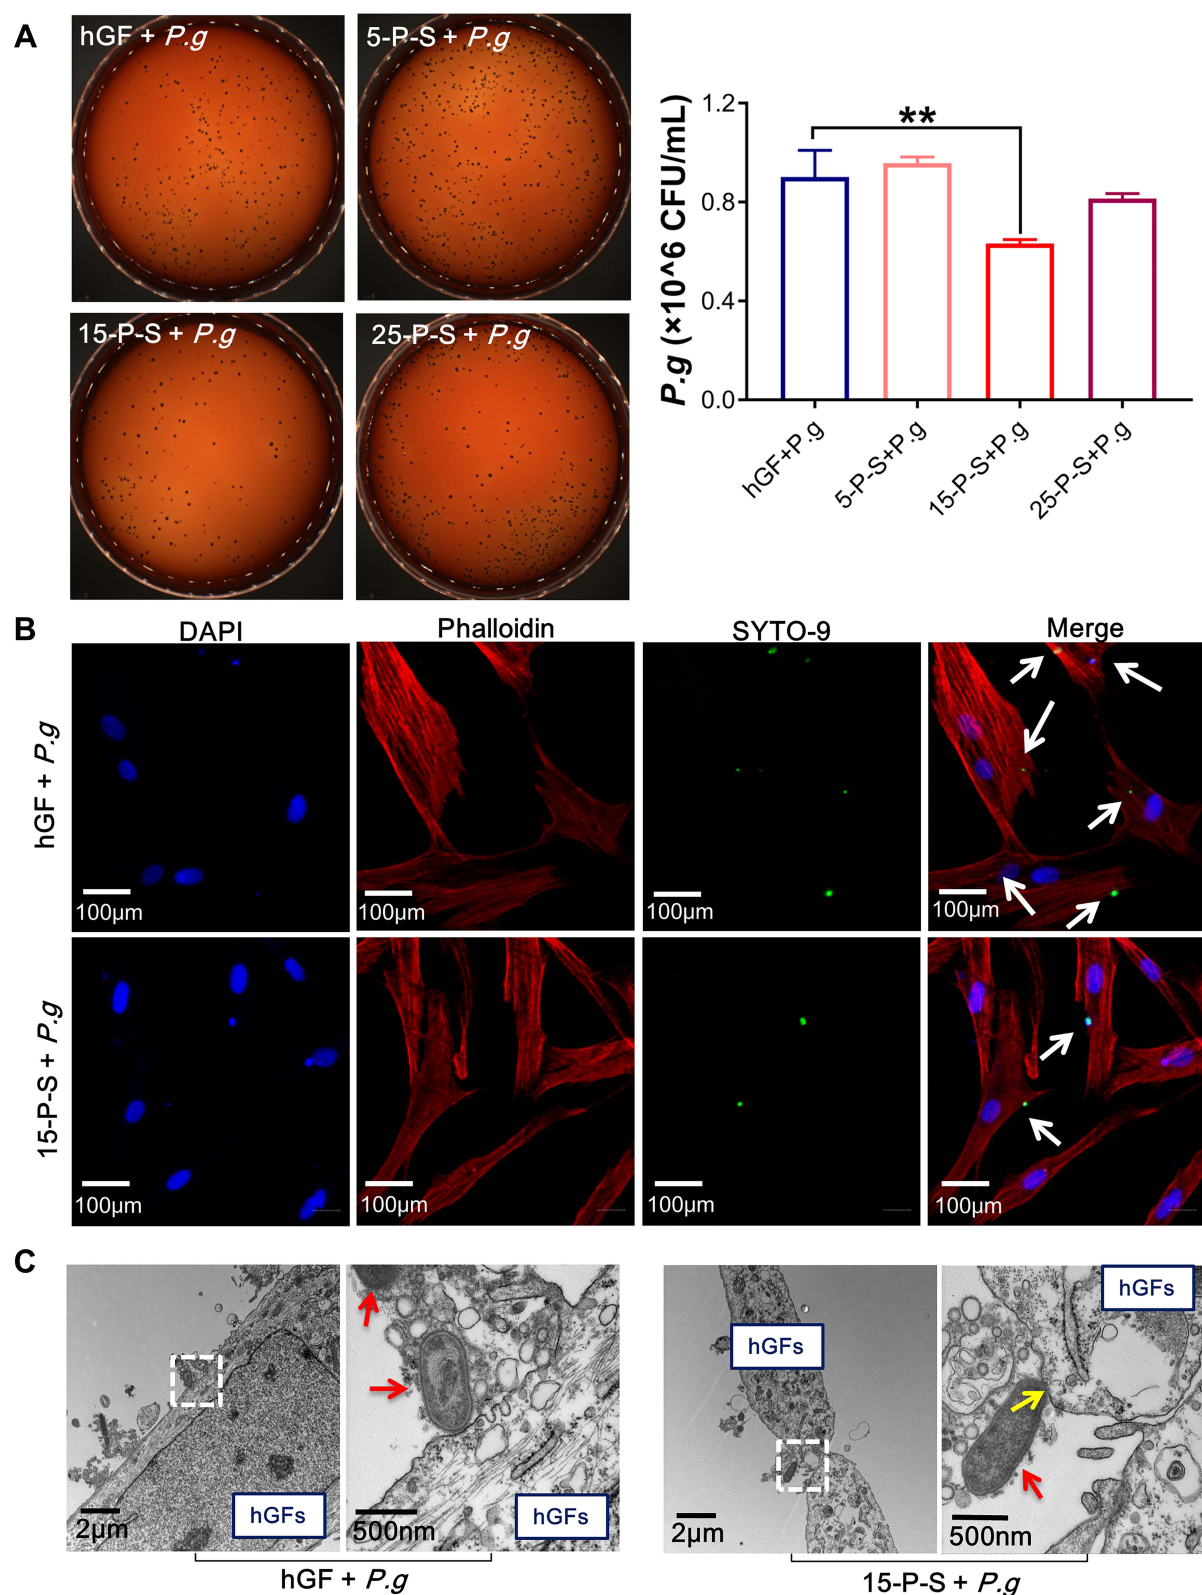 A
hGF + P.g
5-P-S + P.g
15-P-S + P.g
25-P-S + P.g
P.g (×10^6 CFU/mL)
1.2
0.8
0.4
0.0
**
hGF+P.g
5-P-S+P.g
15-P-S+P.g
25-P-S+P.g
B
DAPI
Phalloidin
SYTO-9
Merge
hGF + P.g
100µm
100µm
100µm
100µm
15-P-S + P.g
100µm
100µm
100µm
100µm
C
hGFs
2µm
hGFs
500nm
hGF + P.g
hGFs
2µm
hGFs
500nm
15-P-S + P.g